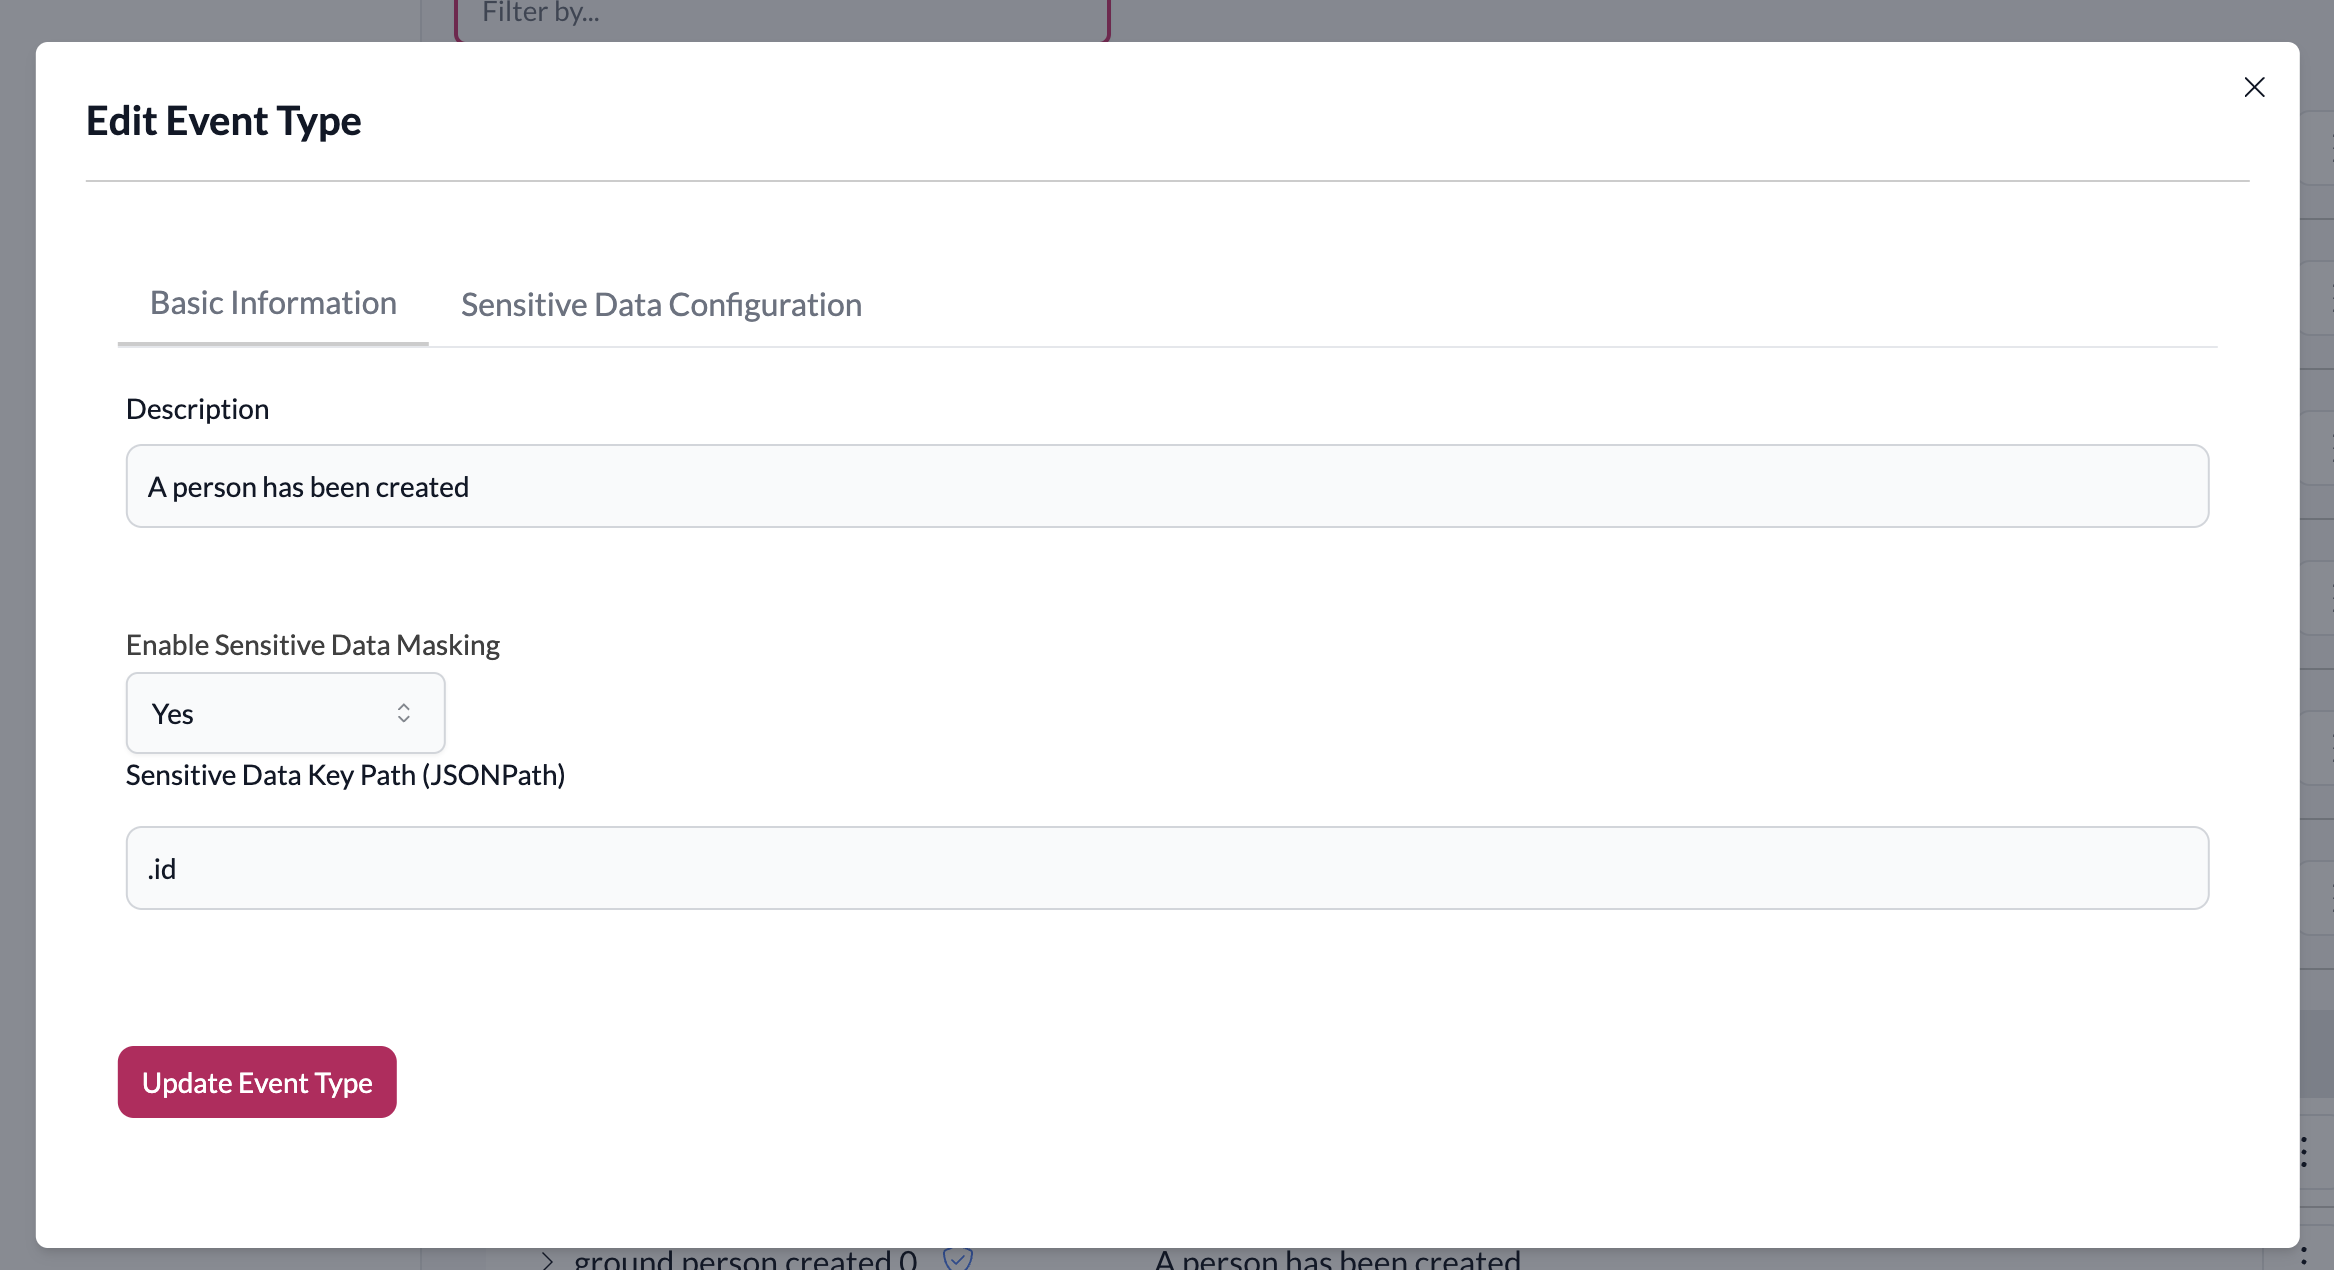 Filter by...
Edit Event Type
Basic Information
Sensitive Data Configuration
Description
A person has been created
Enable Sensitive Data Masking
Yes
Sensitive Data Key Path (JSONPath)
.id
Update Event Type
ground person created 0
A person has been created